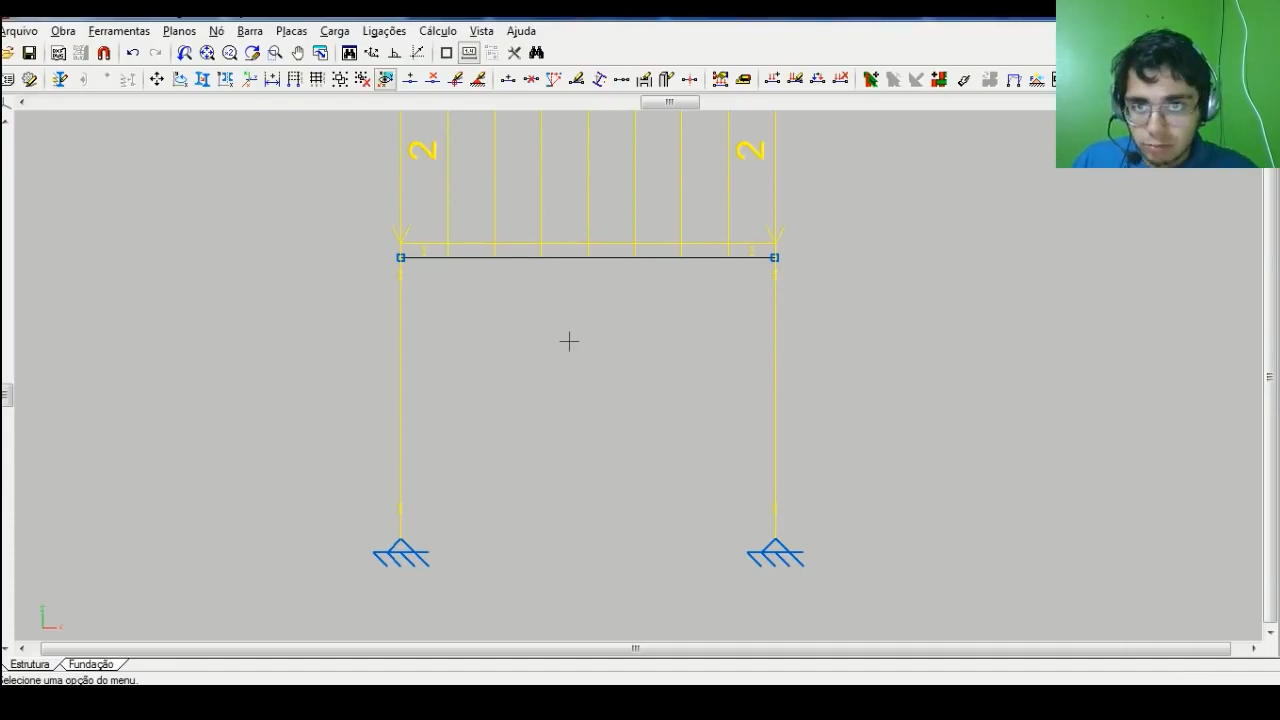 Arquivo Obra Ferramentas Planos Nó Barra Placas Carga Ligações Cálculo Vista Ajuda
2 2
Estrutura Fundação
Selecione uma opção do menu.